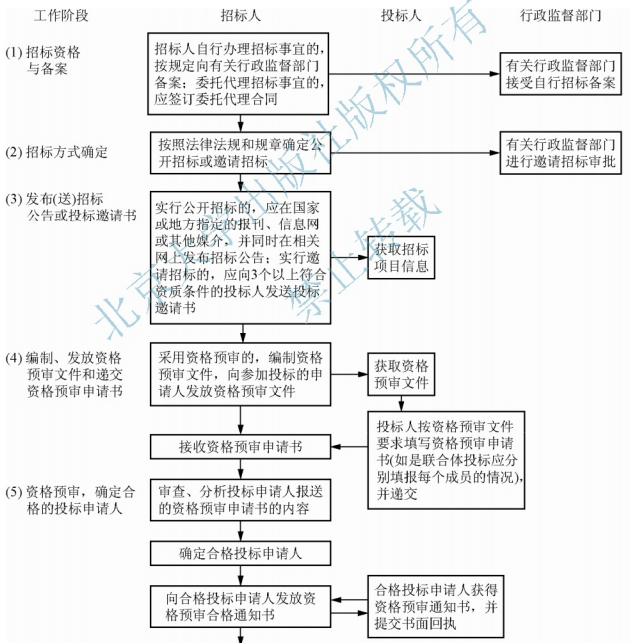 工作阶段
招标人
投标人
行政监督部门
(1) 招标资格
与备案
招标人自行办理招标事宜的,
按规定向有关行政监督部门
备案；委托代理招标事宜的,
应签订委托代理合同
有关行政监督部门
接受自行招标备案
(2) 招标方式确定
按照法律法规和规章确定公
开招标或邀请招标
有关行政监督部门
进行邀请招标审批
(3) 发布(送)招标
公告或投标邀请书
实行公开招标的，应在国家
或地方指定的报刊、信息网
或其他媒介，并同时在相关
网上发布招标公告；实行邀
请招标的，应向3个以上符合
资质条件的投标人发送投标
邀请书
获取招标
项目信息
(4) 编制、发放资格
预审文件和递交
资格预审申请书
采用资格预审的，编制资格
预审文件，向参加投标的申
请人发放资格预审文件
获取资格
预审文件
投标人按资格预审文件
要求填写资格预审申请
书(如是联合体投标应分
别填报每个成员的情况),
并递交
接收资格预审申请书
(5) 资格预审，确定合
格的投标申请人
审查、分析投标申请人报送
的资格预审申请书的内容
确定合格投标申请人
向合格投标申请人发放资
格预审合格通知书
合格投标申请人获得
资格预审通知书，并
提交书面回执
北京大学出版社版权所有
禁止转载